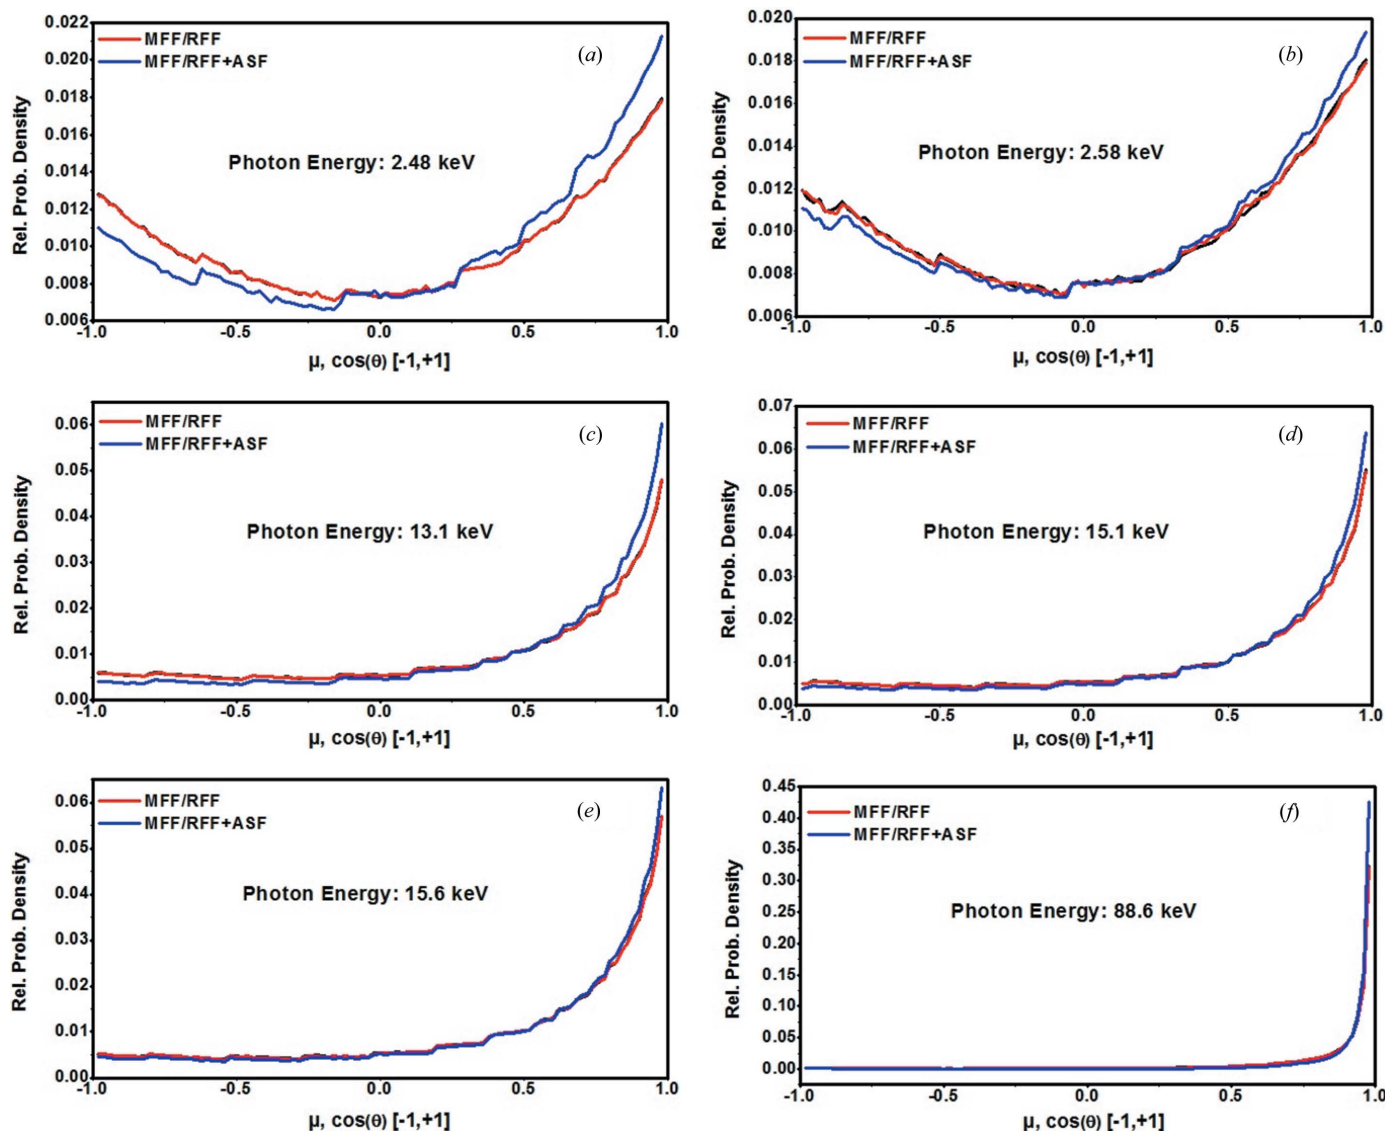 0.022
0.020
0.018
0.016
0.014
0.012
0.010
0.008
0.006
Rel. Prob. Density
MFF/RFF
MFF/RFF+ASF
(a)
Photon Energy: 2.48 keV
-1.0 -0.5 0.0 0.5 1.0
μ, cos(θ) [-1,+1]
0.020
0.018
0.016
0.014
0.012
0.010
0.008
0.006
Rel. Prob. Density
MFF/RFF
MFF/RFF+ASF
(b)
Photon Energy: 2.58 keV
-1.0 -0.5 0.0 0.5 1.0
μ, cos(θ) [-1,+1]
0.06
0.05
0.04
0.03
0.02
0.01
0.00
Rel. Prob. Density
MFF/RFF
MFF/RFF+ASF
(c)
Photon Energy: 13.1 keV
-1.0 -0.5 0.0 0.5 1.0
μ, cos(θ) [-1,+1]
0.07
0.06
0.05
0.04
0.03
0.02
0.01
0.00
Rel. Prob. Density
MFF/RFF
MFF/RFF+ASF
(d)
Photon Energy: 15.1 keV
-1.0 -0.5 0.0 0.5 1.0
μ, cos(θ) [-1,+1]
0.06
0.05
0.04
0.03
0.02
0.01
0.00
Rel. Prob. Density
MFF/RFF
MFF/RFF+ASF
(e)
Photon Energy: 15.6 keV
-1.0 -0.5 0.0 0.5 1.0
μ, cos(θ) [-1,+1]
0.45
0.40
0.35
0.30
0.25
0.20
0.15
0.10
0.05
0.00
Rel. Prob. Density
MFF/RFF
MFF/RFF+ASF
(f)
Photon Energy: 88.6 keV
-1.0 -0.5 0.0 0.5 1.0
μ, cos(θ) [-1,+1]